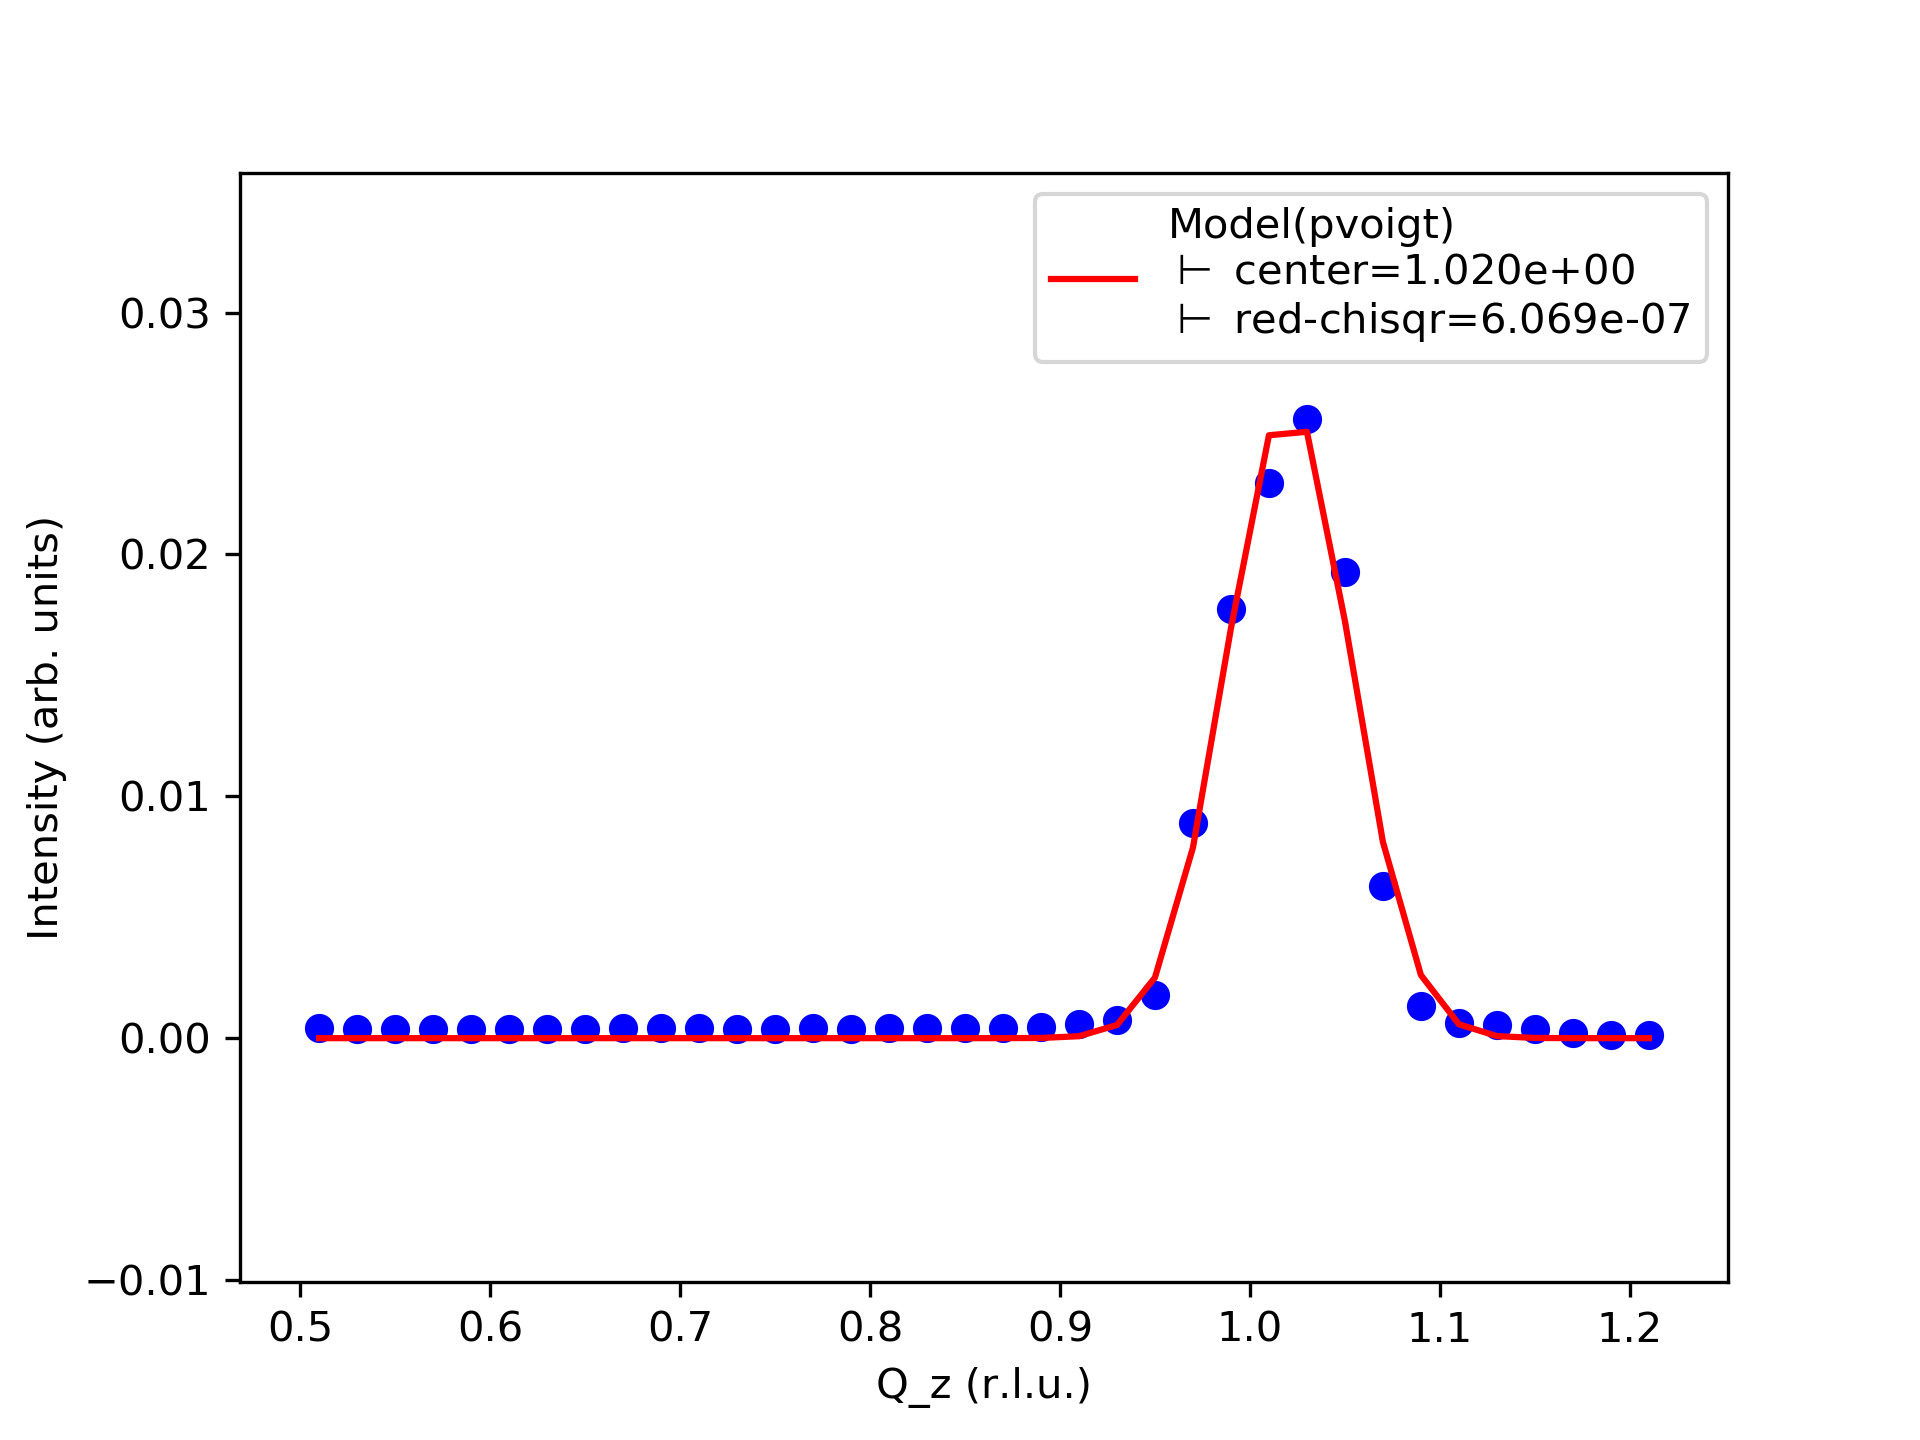 Model(pvoigt)
⊢ center=1.020e+00
⊢ red-chisqr=6.069e-07
Intensity (arb. units)
0.03
0.02
0.01
0.00
−0.01
0.5 0.6 0.7 0.8 0.9 1.0 1.1 1.2
Q_z (r.l.u.)